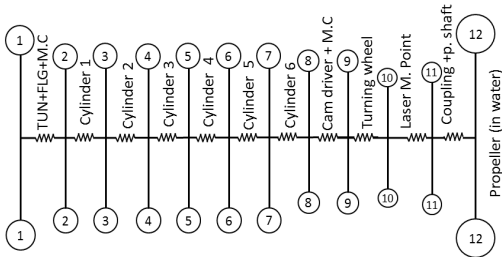 1 2 3 4 5 6 7 8 9 10 11 12
TUN+FLG+M.C
Cylinder 1
Cylinder 2
Cylinder 3
Cylinder 4
Cylinder 5
Cylinder 6
Cam driver + M.C
Turning wheel
Laser M. Point
Coupling +p. shaft
Propeller (in water)
1 2 3 4 5 6 7 8 9 10 11 12